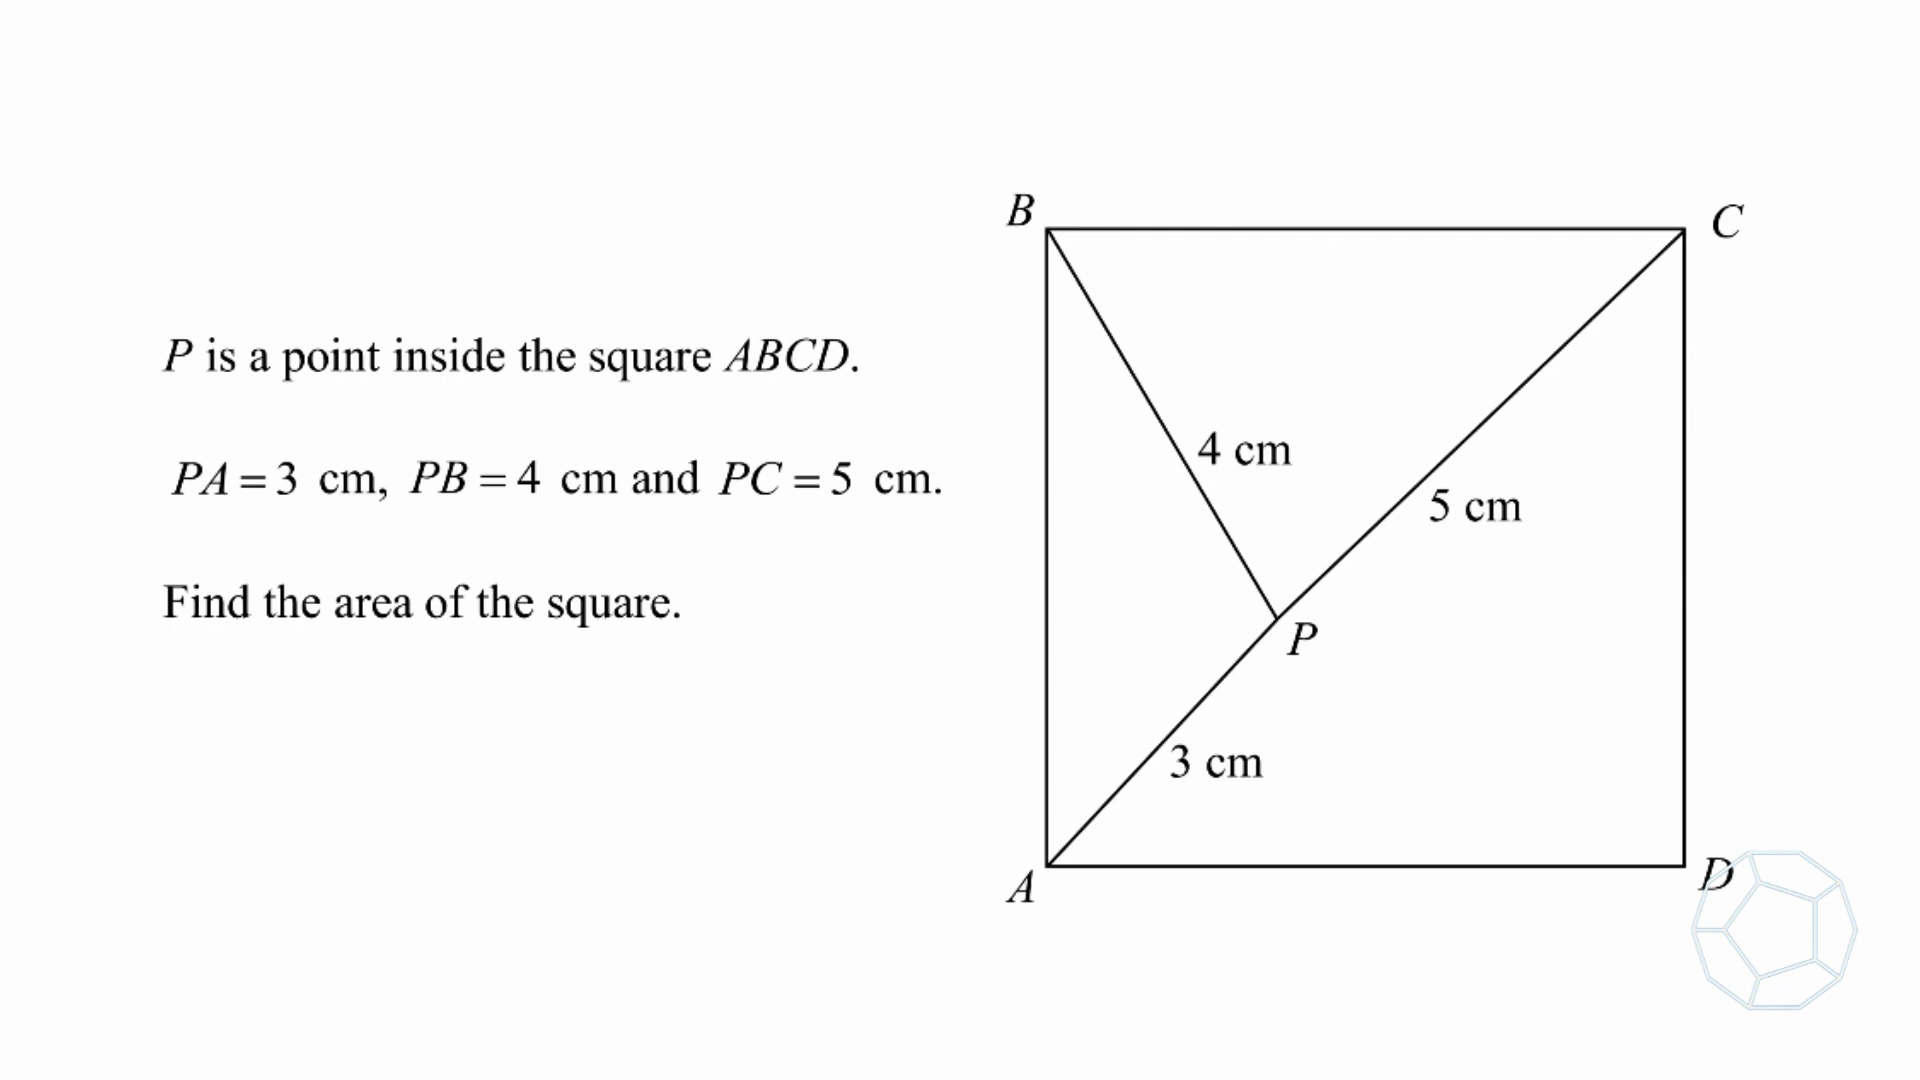 P is a point inside the square ABCD.
PA = 3 cm, PB = 4 cm and PC = 5 cm.
Find the area of the square.
B
C
4 cm
5 cm
P
3 cm
A
D